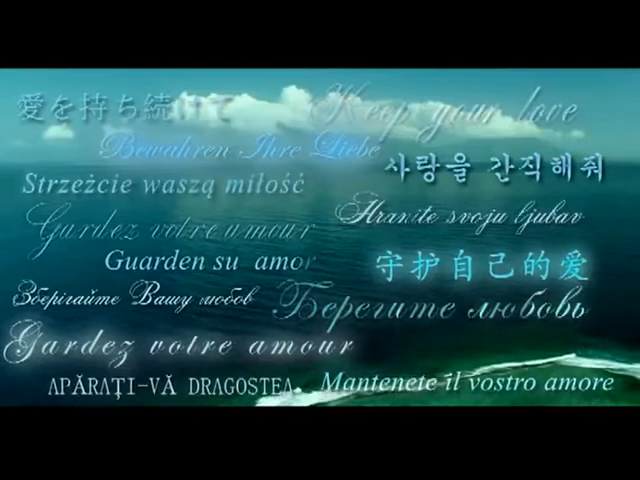 愛を持ち続けて
Keep your love
Bewahren Ihre Liebe
사랑을 간직해줘
Strzeżcie waszą miłość
Hranite svoju ljubav
Gardez votre amour
Guarden su amor
守护自己的爱
Зберігайте Вашу любов
Берегите любовь
Gardez votre amour
APĂRAŢI-VĂ DRAGOSTEA
Mantenete il vostro amore